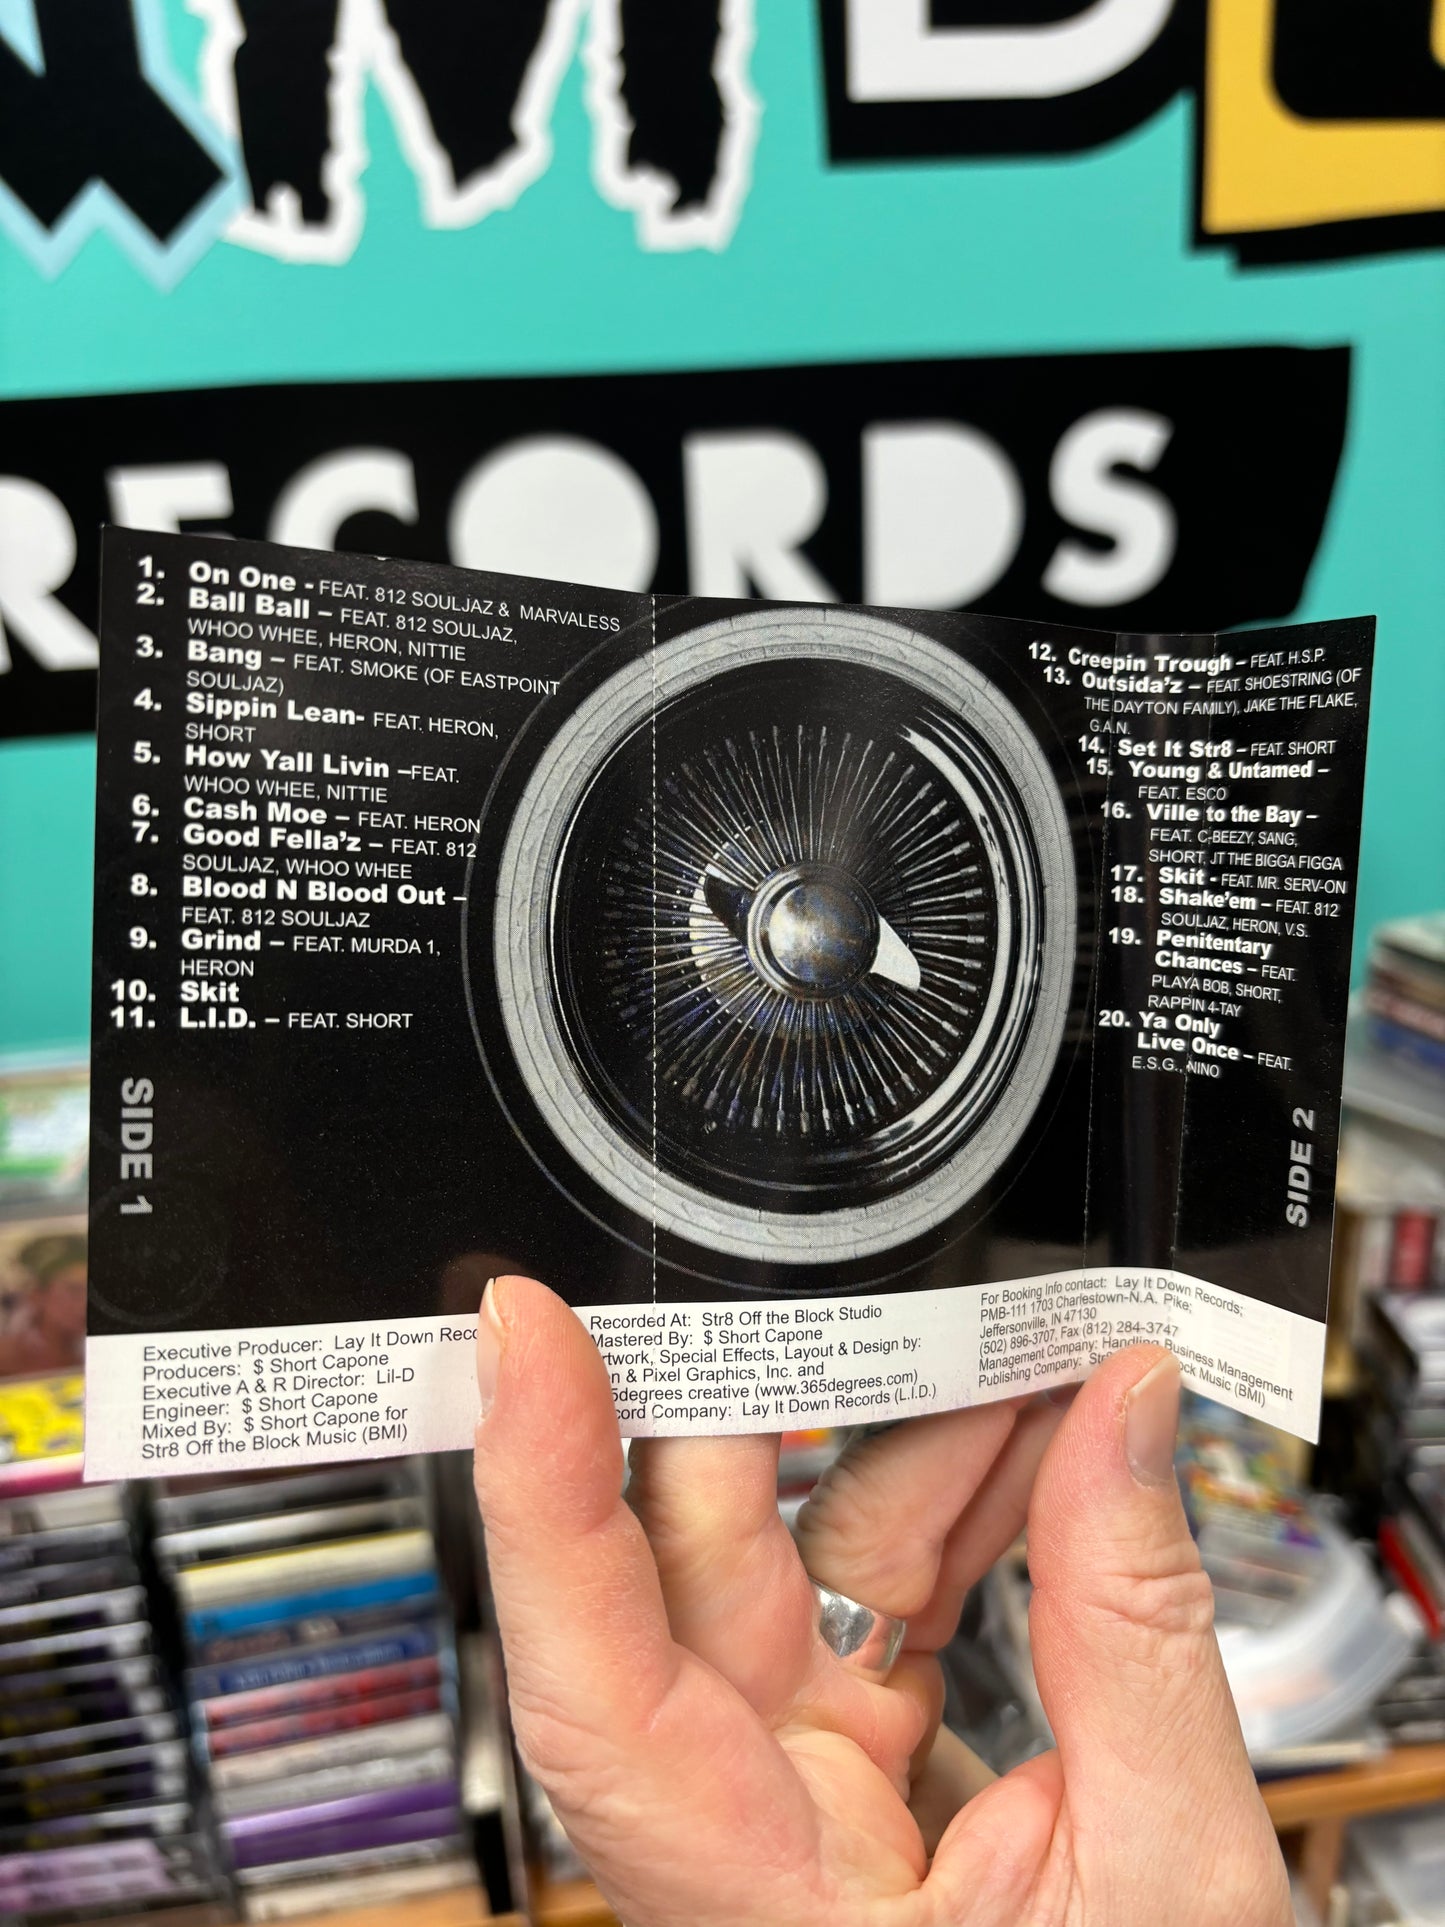 RECORDS
1. On One - FEAT. 812 SOULJAZ & MARVALESS
2. Ball Ball – FEAT. 812 SOULJAZ,
WHOO WHEE, HERON, NITTIE
3. Bang – FEAT. SMOKE (OF EASTPOINT
SOULJAZ)
4. Sippin Lean- FEAT. HERON,
SHORT
5. How Yall Livin –FEAT.
WHOO WHEE, NITTIE
6. Cash Moe – FEAT. HERON
7. Good Fella'z – FEAT. 812
SOULJAZ, WHOO WHEE
8. Blood N Blood Out –
FEAT. 812 SOULJAZ
9. Grind – FEAT. MURDA 1,
HERON
10. Skit
11. L.I.D. – FEAT. SHORT
SIDE 1
12. Creepin Trough – FEAT. H.S.P.
13. Outsida'z – FEAT. SHOESTRING (OF
THE DAYTON FAMILY), JAKE THE FLAKE,
G.A.N.
14. Set It Str8 – FEAT. SHORT
15. Young & Untamed –
FEAT. ESCO
16. Ville to the Bay –
FEAT. C-BEEZY, SANG,
SHORT, JT THE BIGGA FIGGA
17. Skit - FEAT. MR. SERV-ON
18. Shake'em – FEAT. 812
SOULJAZ, HERON, V.S.
19. Penitentary
Chances – FEAT.
PLAYA BOB, SHORT,
RAPPIN 4-TAY
20. Ya Only
Live Once – FEAT.
E.S.G., NINO
SIDE 2
Executive Producer: Lay It Down Reco
Producers: $ Short Capone
Executive A & R Director: Lil-D
Engineer: $ Short Capone
Mixed By: $ Short Capone for
Str8 Off the Block Music (BMI)
Recorded At: Str8 Off the Block Studio
Mastered By: $ Short Capone
rtwork, Special Effects, Layout & Design by:
n & Pixel Graphics, Inc. and
5degrees creative (www.365degrees.com)
cord Company: Lay It Down Records (L.I.D.)
For Booking Info contact: Lay It Down Records;
PMB-111 1703 Charlestown-N.A. Pike;
Jeffersonville, IN 47130
(502) 896-3707, Fax (812) 284-3747
Management Company: Handling Business Management
Publishing Company: Str8 ock Music (BMI)